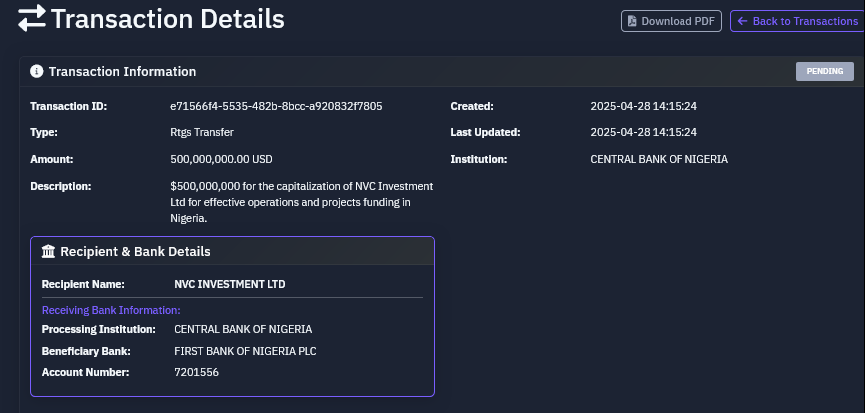 Transaction Details
Download PDF
Back to Transactions
Transaction Information
PENDING
Transaction ID: e71566f4-5535-482b-8bcc-a920832f7805
Created: 2025-04-28 14:15:24
Type: Rtgs Transfer
Last Updated: 2025-04-28 14:15:24
Amount: 500,000,000.00 USD
Institution: CENTRAL BANK OF NIGERIA
Description: $500,000,000 for the capitalization of NVC Investment
Ltd for effective operations and projects funding in
Nigeria.
Recipient & Bank Details
Recipient Name: NVC INVESTMENT LTD
Receiving Bank Information:
Processing Institution: CENTRAL BANK OF NIGERIA
Beneficiary Bank: FIRST BANK OF NIGERIA PLC
Account Number: 7201556